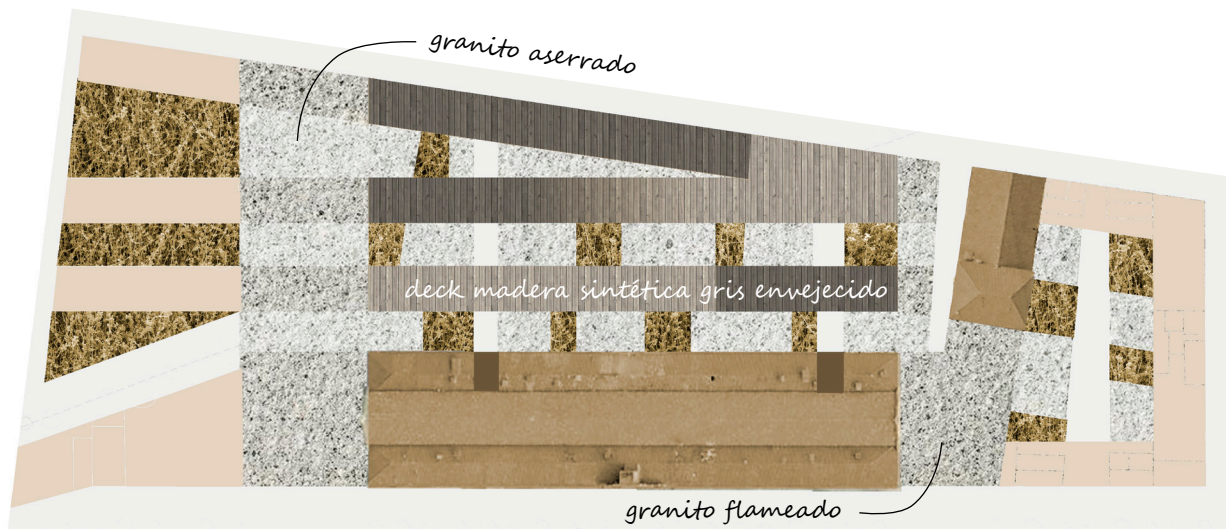 granito aserrado
deck madera sintética gris envejecido
granito flameado